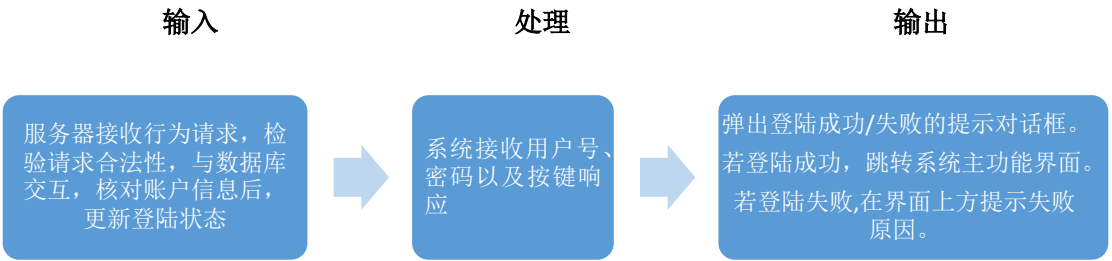 输入
处理
输出
服务器接收行为请求，检
验请求合法性，与数据库
交互，核对账户信息后，
更新登陆状态
系统接收用户号、
密码以及按键响
应
弹出登陆成功/失败的提示对话框。
若登陆成功，跳转系统主功能界面。
若登陆失败,在界面上方提示失败
原因。